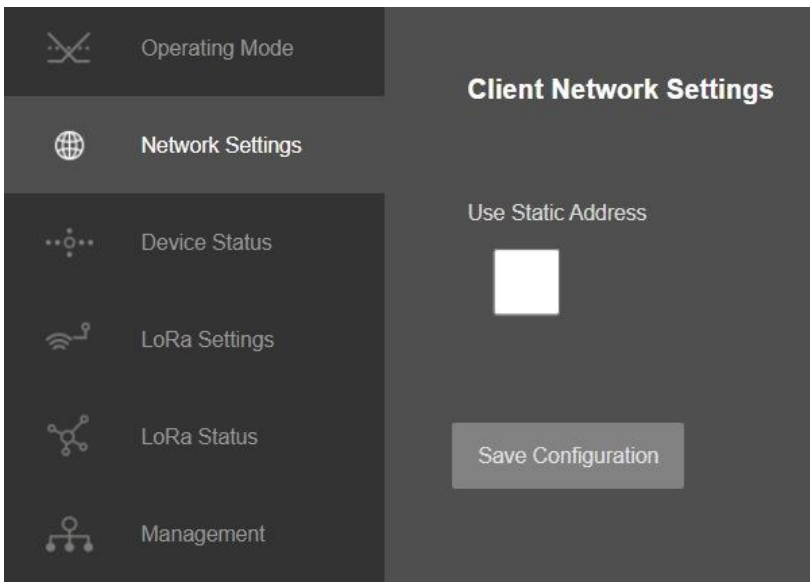 Operating Mode
Network Settings
Device Status
LoRa Settings
LoRa Status
Management
Client Network Settings
Use Static Address
Save Configuration